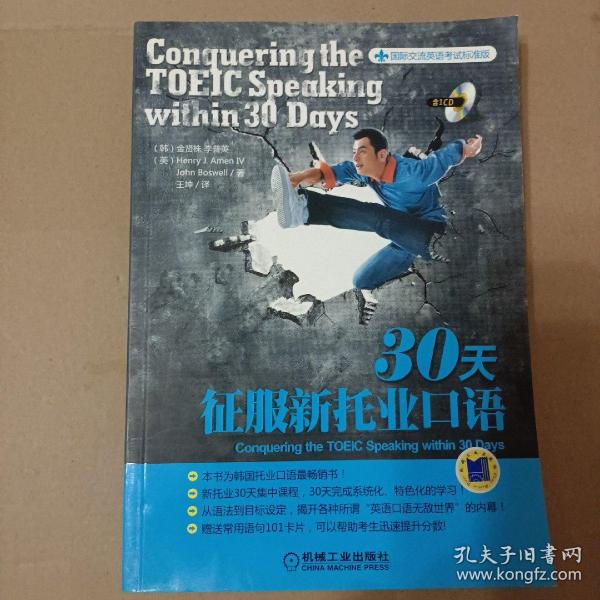 Conquering the
TOEIC Speaking
within 30 Days
国际交流英语考试标准版
含1CD
（韩）金贤株 李普英
（英）Henry J. Amen IV
John Boswell / 著
王坤 / 译
30天
征服新托业口语
Conquering the TOEIC Speaking within 30 Days
本书为韩国托业口语最畅销书！
新托业30天集中课程，30天完成系统化、特色化的学习！
从语法到目标设定，揭开各种所谓“英语口语无敌世界”的内幕！
赠送常用语句101卡片，可以帮助考生迅速提升分数!
机械工业出版社
CHINA MACHINE PRESS
孔夫子旧书网
www.kongfz.com